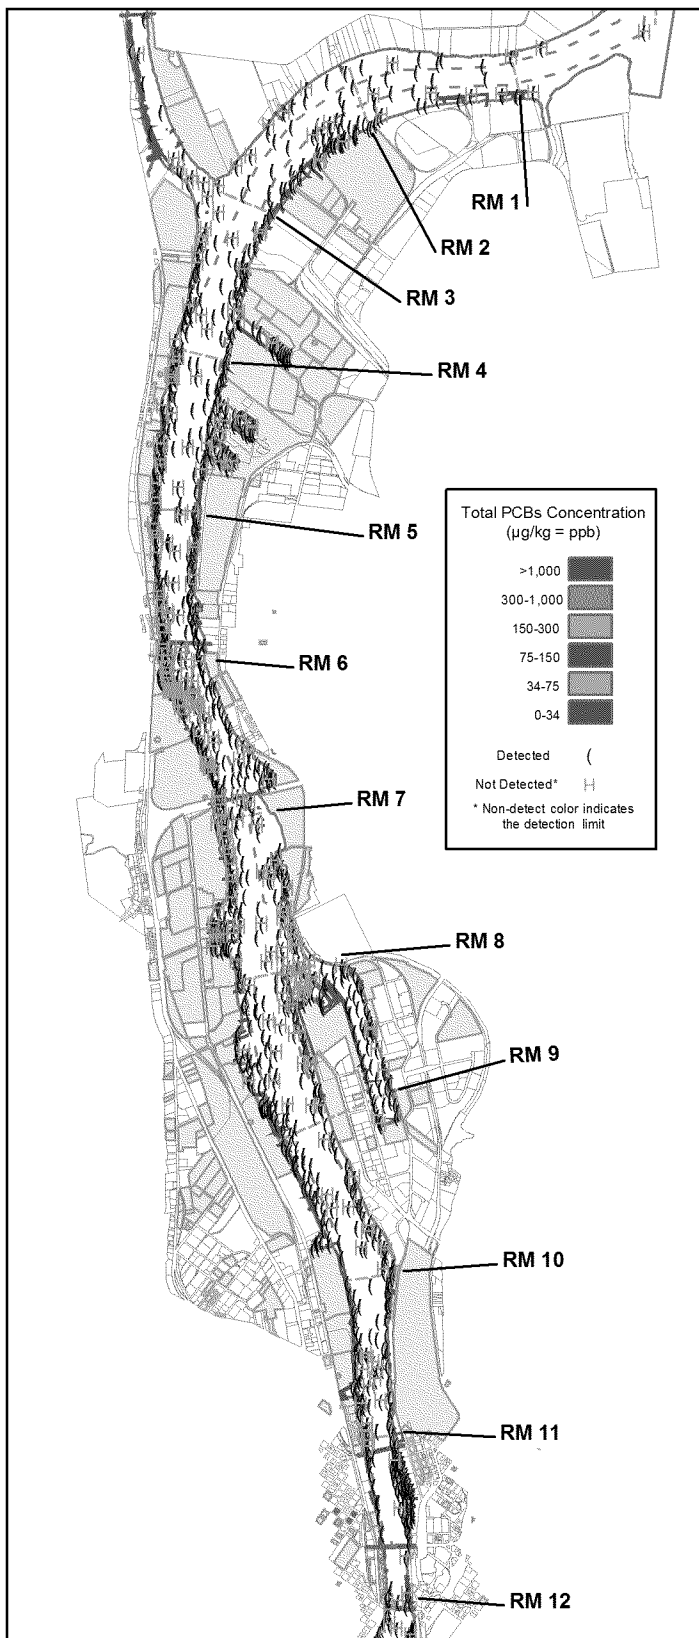 RM 1
RM 2
RM 3
RM 4
RM 5
Total PCBs Concentration
(µg/kg = ppb)
>1,000
300-1,000
150-300
75-150
34-75
0-34
Detected (
Not Detected*
* Non-detect color indicates
the detection limit
RM 6
RM 7
RM 8
RM 9
RM 10
RM 11
RM 12